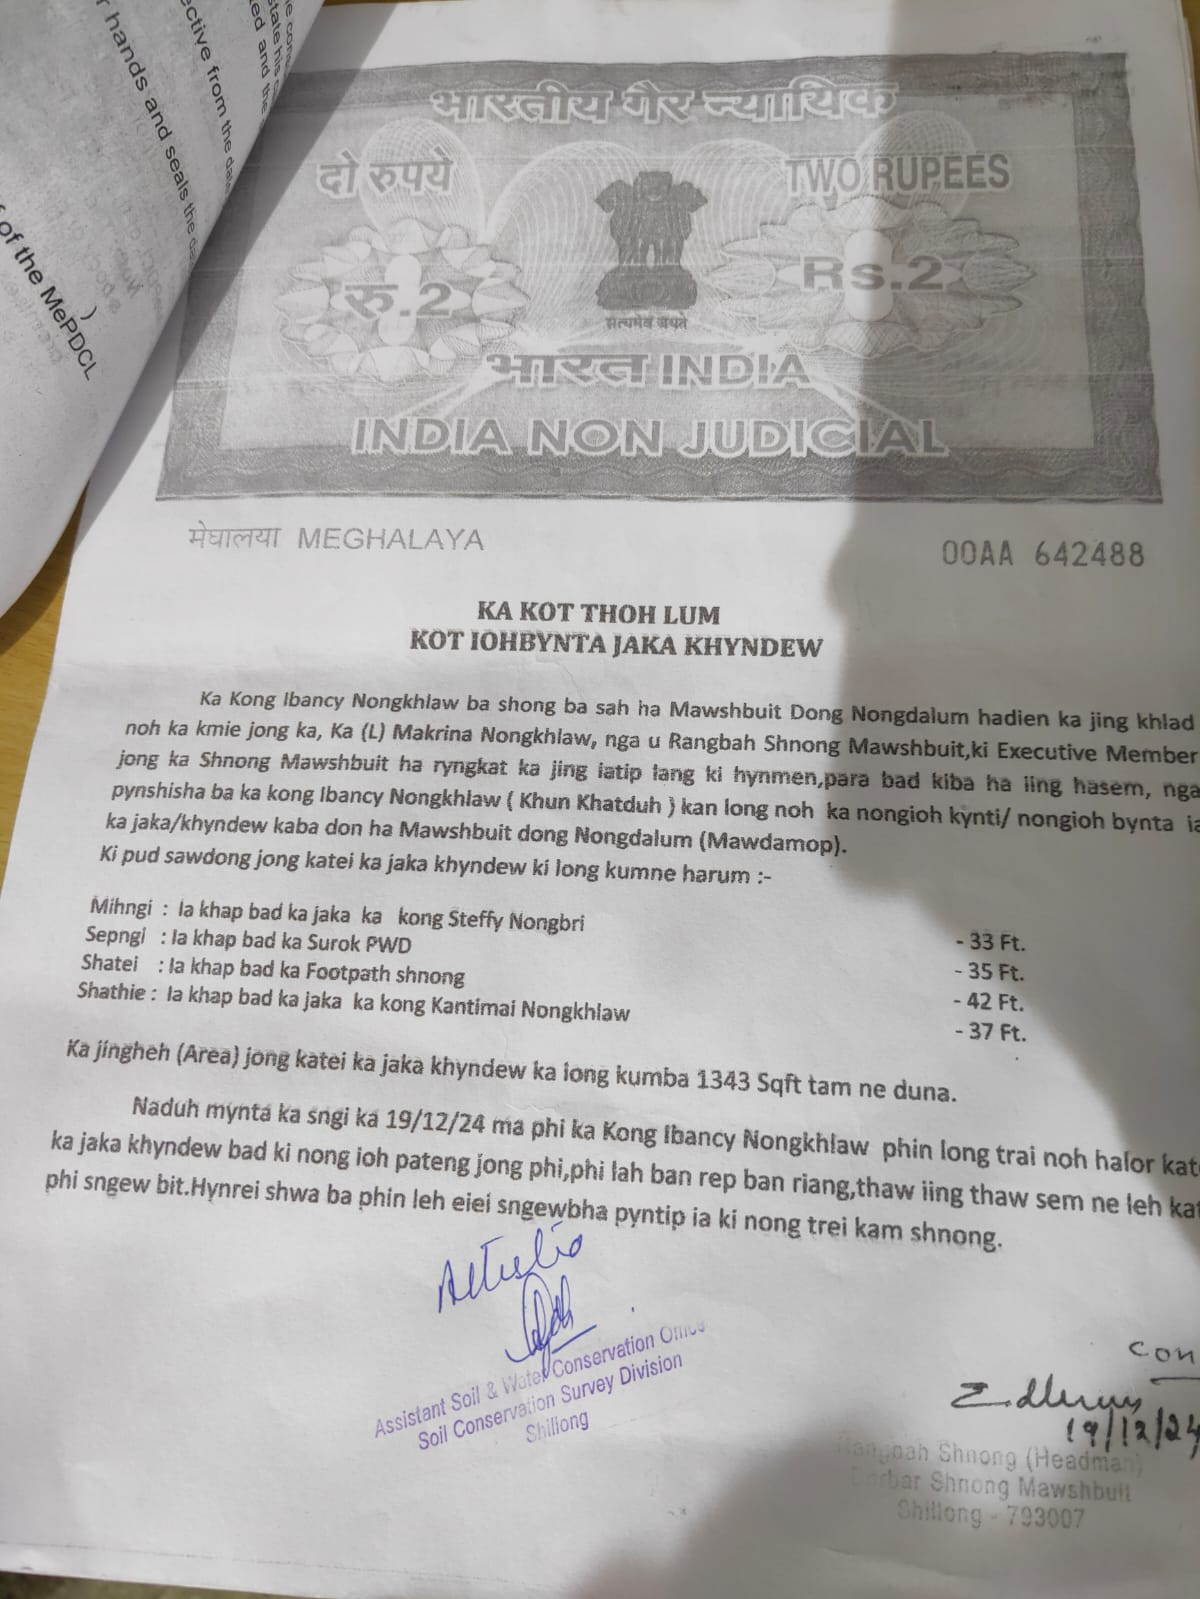 e con
state his
ed and the
ective from the date
r hands and seals the da
of the MePDCL
)
भारतीय गैर न्यायिक
दो रुपये TWO RUPEES
रु.2 Rs.2
सत्यमेव जयते
भारत INDIA
INDIA NON JUDICIAL
मेघालया MEGHALAYA 00AA 642488
KA KOT THOH LUM
KOT IOHBYNTA JAKA KHYNDEW
Ka Kong Ibancy Nongkhlaw ba shong ba sah ha Mawshbuit Dong Nongdalum hadien ka jing khlad
noh ka kmie jong ka, Ka (L) Makrina Nongkhlaw, nga u Rangbah Shnong Mawshbuit,ki Executive Member
jong ka Shnong Mawshbuit ha ryngkat ka jing iatip lang ki hynmen,para bad kiba ha iing hasem, nga
pynshisha ba ka kong Ibancy Nongkhlaw ( Khun Khatduh ) kan long noh ka nongioh kynti/ nongioh bynta ia
ka jaka/khyndew kaba don ha Mawshbuit dong Nongdalum (Mawdamop).
Ki pud sawdong jong katei ka jaka khyndew ki long kumne harum :-
Mihngi : Ia khap bad ka jaka ka kong Steffy Nongbri - 33 Ft.
Sepngi : Ia khap bad ka Surok PWD - 35 Ft.
Shatei : Ia khap bad ka Footpath shnong - 42 Ft.
Shathie : Ia khap bad ka jaka ka kong Kantimai Nongkhlaw - 37 Ft.
Ka jingheh (Area) jong katei ka jaka khyndew ka long kumba 1343 Sqft tam ne duna.
Naduh mynta ka sngi ka 19/12/24 ma phi ka Kong Ibancy Nongkhlaw phin long trai noh halor kat
ka jaka khyndew bad ki nong ioh pateng jong phi,phi lah ban rep ban riang,thaw iing thaw sem ne leh kat
phi sngew bit.Hynrei shwa ba phin leh eiei sngewbha pyntip ia ki nong trei kam shnong.
Assistant Soil & Water Conservation Office
Soil Conservation Survey Division
Shillong
Con
19/12/24
Rangbah Shnong (Headman)
Dorbar Shnong Mawshbuit
Shillong - 793007